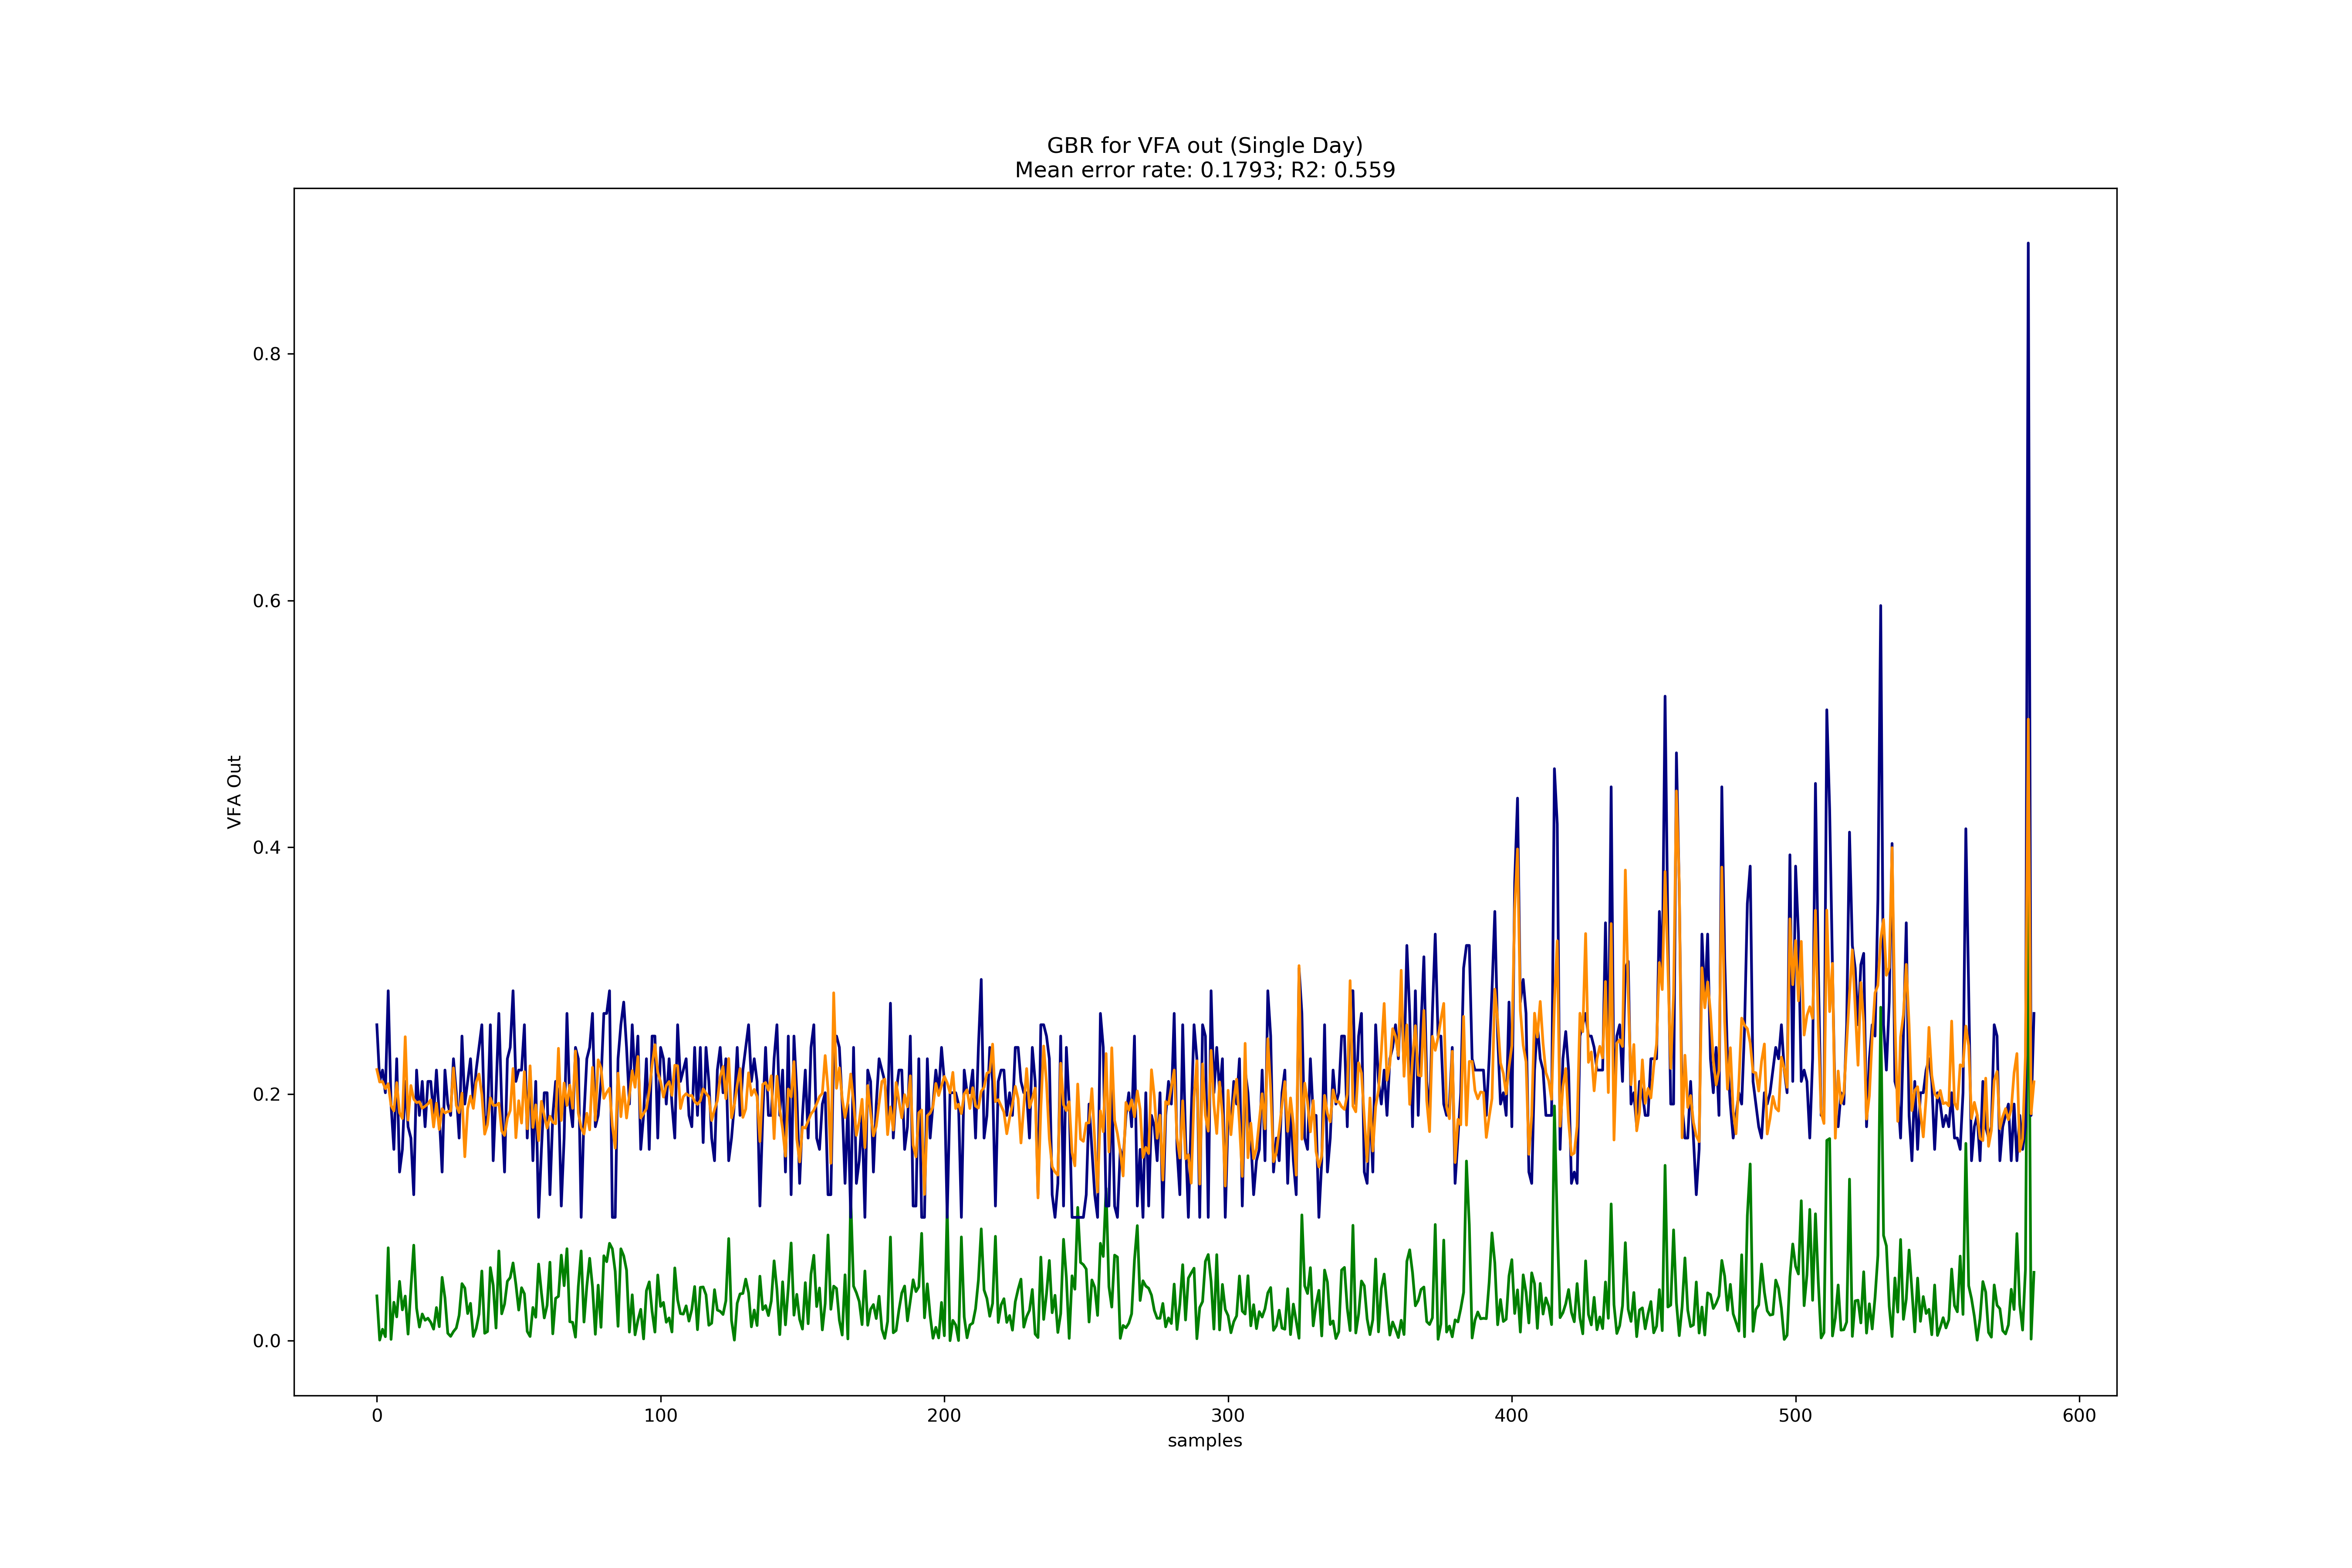 GBR for VFA out (Single Day)
Mean error rate: 0.1793; R2: 0.559
0.8
0.6
0.4
0.2
0.0
VFA Out
0 100 200 300 400 500 600
samples